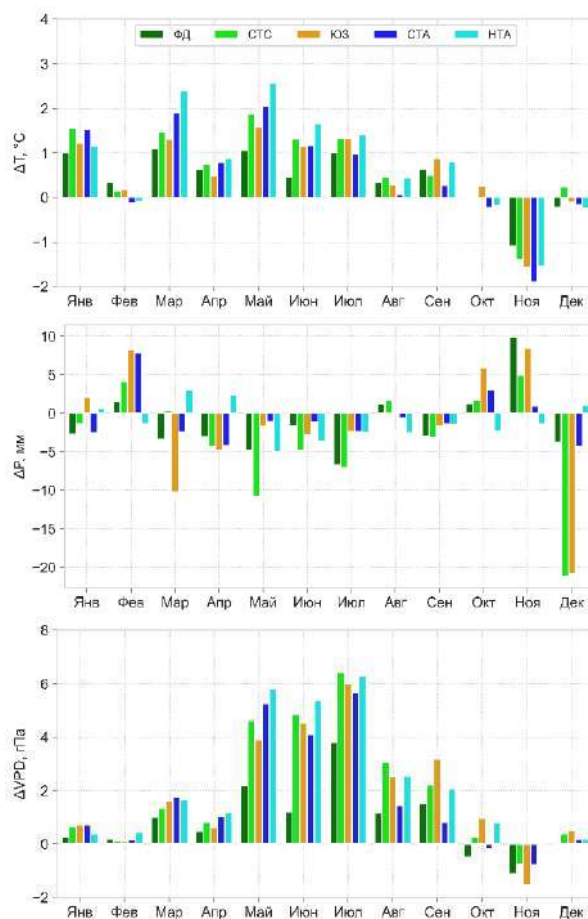 4
3
2
1
0
−1
−2
ΔT, °C
ФД СТС ЮЗ СТА НТА
Янв Фев Мар Апр Май Июн Июл Авг Сен Окт Ноя Дек
10
5
0
−5
−10
−15
−20
ΔP, мм
Янв Фев Мар Апр Май Июн Июл Авг Сен Окт Ноя Дек
8
6
4
2
0
−2
ΔVPD, гПа
Янв Фев Мар Апр Май Июн Июл Авг Сен Окт Ноя Дек